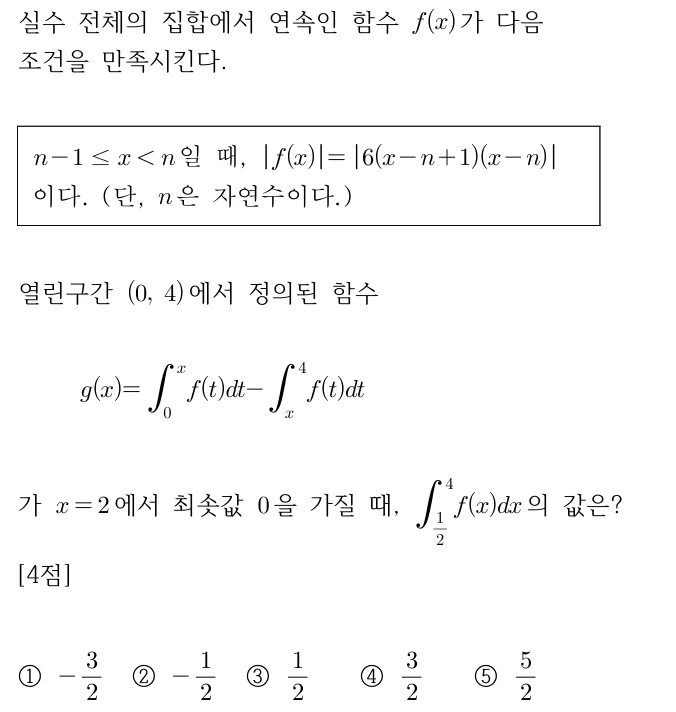 실수 전체의 집합에서 연속인 함수 f(x)가 다음
조건을 만족시킨다.
n−1≤x<n일 때, |f(x)|=|6(x−n+1)(x−n)|
이다. (단, n은 자연수이다.)
열린구간 (0, 4)에서 정의된 함수
g(x)=∫₀ˣ f(t)dt−∫ₓ⁴ f(t)dt
가 x=2에서 최솟값 0을 가질 때, ∫_{1/2}^{4} f(x)dx의 값은?
[4점]
① −3/2 ② −1/2 ③ 1/2 ④ 3/2 ⑤ 5/2